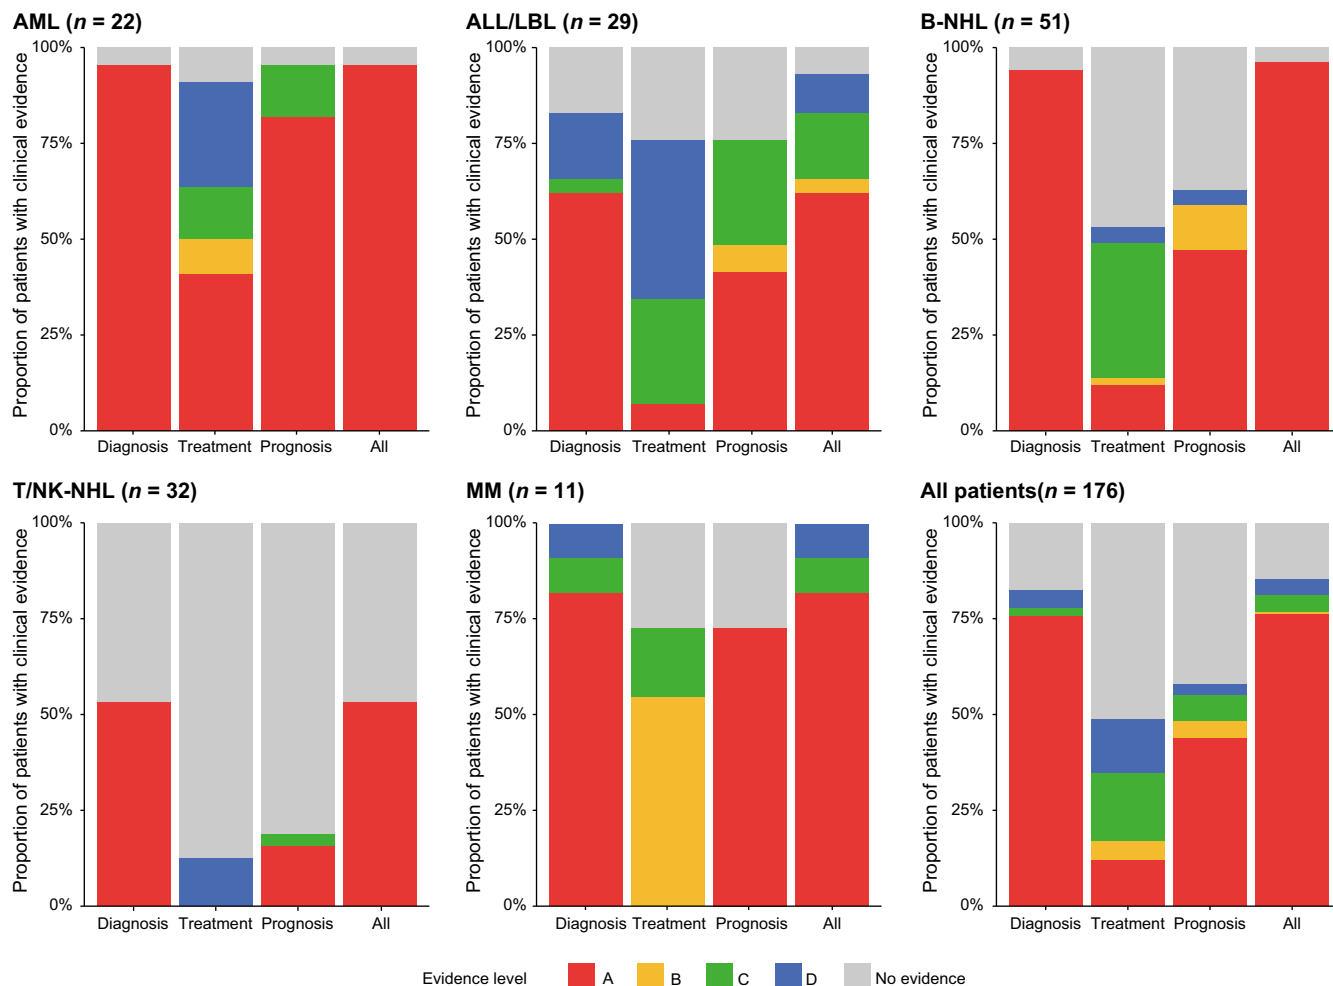 AML (n = 22)
Proportion of patients with clinical evidence
100%
75%
50%
25%
0%
Diagnosis Treatment Prognosis All
ALL/LBL (n = 29)
Proportion of patients with clinical evidence
100%
75%
50%
25%
0%
Diagnosis Treatment Prognosis All
B-NHL (n = 51)
Proportion of patients with clinical evidence
100%
75%
50%
25%
0%
Diagnosis Treatment Prognosis All
T/NK-NHL (n = 32)
Proportion of patients with clinical evidence
100%
75%
50%
25%
0%
Diagnosis Treatment Prognosis All
MM (n = 11)
Proportion of patients with clinical evidence
100%
75%
50%
25%
0%
Diagnosis Treatment Prognosis All
All patients(n = 176)
Proportion of patients with clinical evidence
100%
75%
50%
25%
0%
Diagnosis Treatment Prognosis All
Evidence level A B C D No evidence